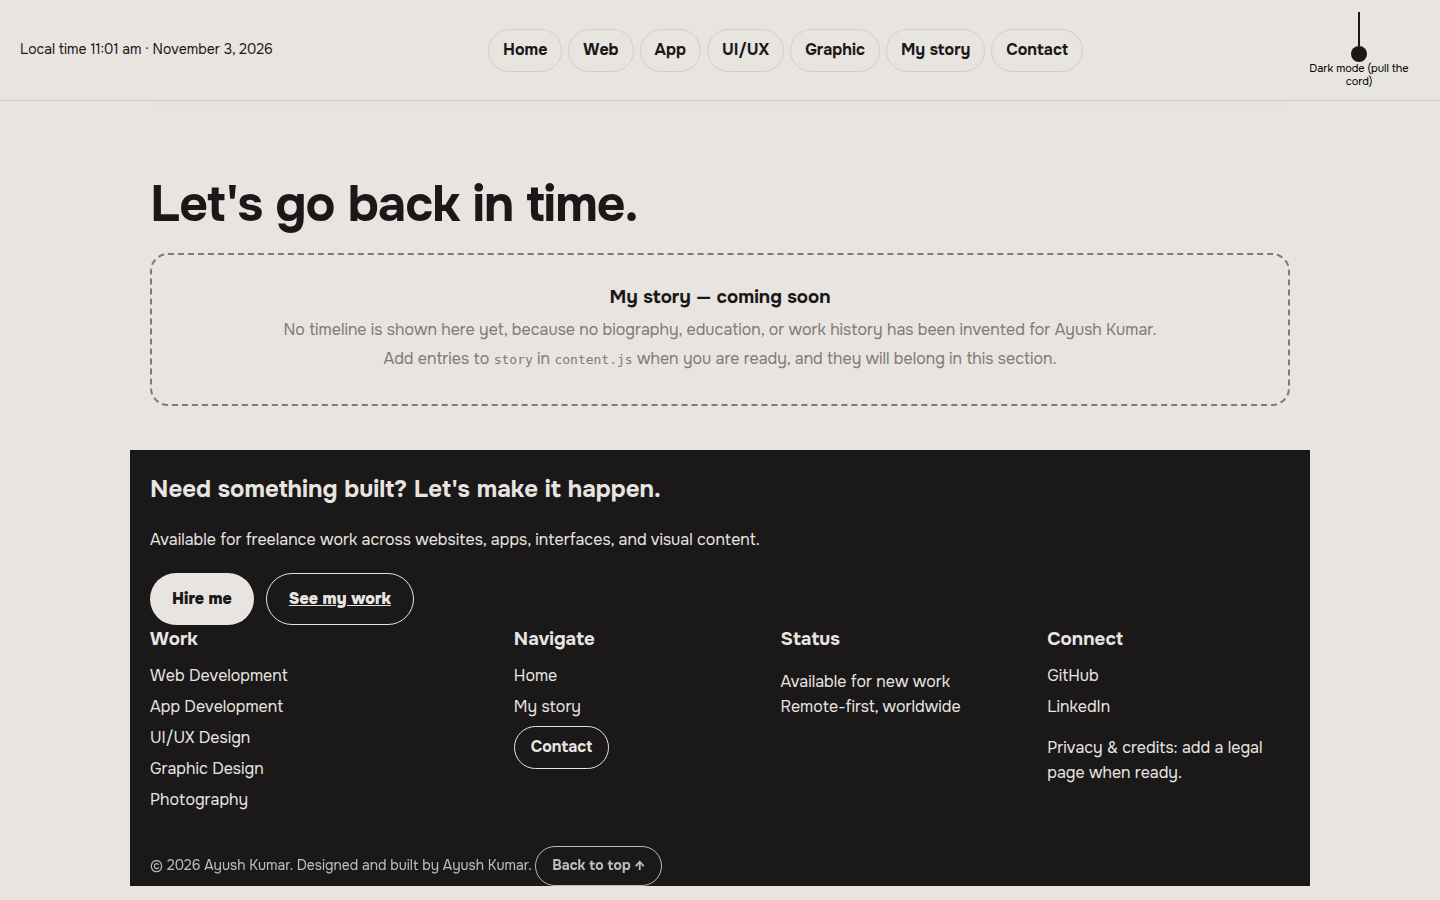 Local time 11:01 am · November 3, 2026
Home
Web
App
UI/UX
Graphic
My story
Contact
Dark mode (pull the
cord)
Let's go back in time.
My story — coming soon
No timeline is shown here yet, because no biography, education, or work history has been invented for Ayush Kumar.
Add entries to story in content.js when you are ready, and they will belong in this section.
Need something built? Let's make it happen.
Available for freelance work across websites, apps, interfaces, and visual content.
Hire me
See my work
Work
Web Development
App Development
UI/UX Design
Graphic Design
Photography
Navigate
Home
My story
Contact
Status
Available for new work
Remote-first, worldwide
Connect
GitHub
LinkedIn
Privacy & credits: add a legal
page when ready.
© 2026 Ayush Kumar. Designed and built by Ayush Kumar.
Back to top ↑